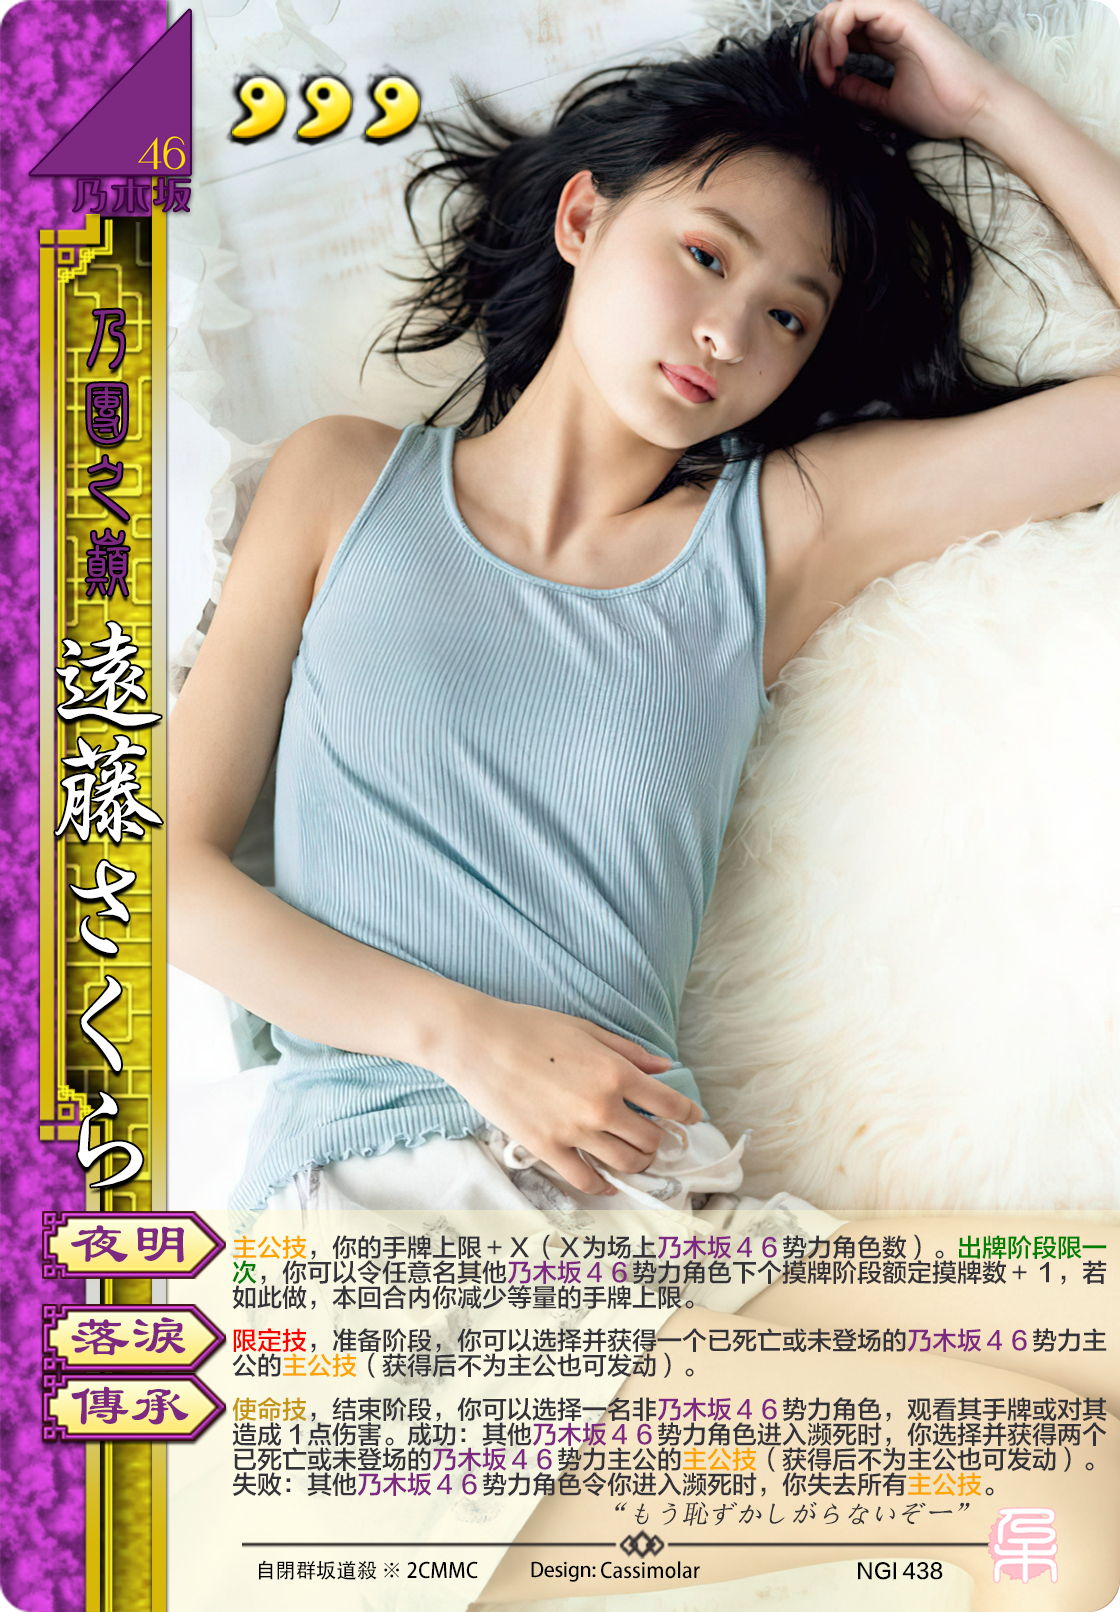 46
乃木坂
乃團之巔
遠藤さくら
夜明
主公技，你的手牌上限＋Ｘ（Ｘ为场上乃木坂４６势力角色数）。出牌阶段限一
次，你可以令任意名其他乃木坂４６势力角色下个摸牌阶段额定摸牌数＋１，若
如此做，本回合内你减少等量的手牌上限。
落淚
限定技，准备阶段，你可以选择并获得一个已死亡或未登场的乃木坂４６势力主
公的主公技（获得后不为主公也可发动）。
傳承
使命技，结束阶段，你可以选择一名非乃木坂４６势力角色，观看其手牌或对其
造成１点伤害。成功：其他乃木坂４６势力角色进入濒死时，你选择并获得两个
已死亡或未登场的乃木坂４６势力主公的主公技（获得后不为主公也可发动）。
失败：其他乃木坂４６势力角色令你进入濒死时，你失去所有主公技。
“もう恥ずかしがらないぞー”
自閉群坂道殺 ※ 2CMMC Design: Cassimolar NGI 438